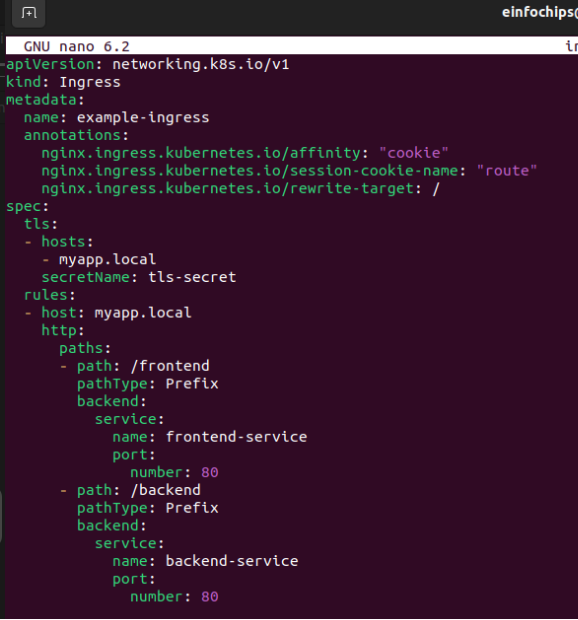 einfochips@
GNU nano 6.2
apiVersion: networking.k8s.io/v1
kind: Ingress
metadata:
  name: example-ingress
  annotations:
    nginx.ingress.kubernetes.io/affinity: "cookie"
    nginx.ingress.kubernetes.io/session-cookie-name: "route"
    nginx.ingress.kubernetes.io/rewrite-target: /
spec:
  tls:
  - hosts:
    - myapp.local
    secretName: tls-secret
  rules:
  - host: myapp.local
    http:
      paths:
      - path: /frontend
        pathType: Prefix
        backend:
          service:
            name: frontend-service
            port:
              number: 80
      - path: /backend
        pathType: Prefix
        backend:
          service:
            name: backend-service
            port:
              number: 80